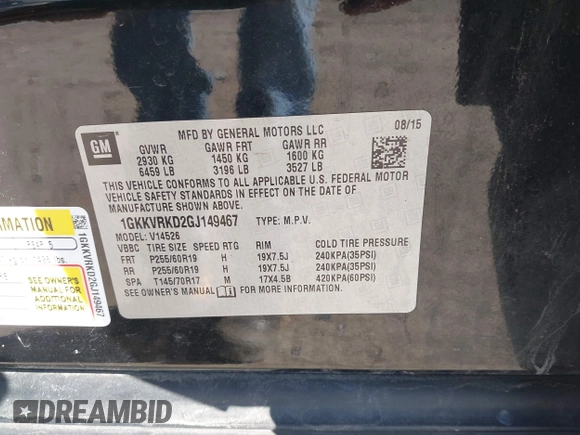 GM
MFD BY GENERAL MOTORS LLC
08/15
GVWR GAWR FRT GAWR RR
2930 KG 1450 KG 1600 KG
6459 LB 3196 LB 3527 LB
THIS VEHICLE CONFORMS TO ALL APPLICABLE U.S. FEDERAL MOTOR
VEHICLE SAFETY STANDARDS IN EFFECT ON THE DATE OF
MANUFACTURE SHOWN ABOVE.
1GKKVRKD2GJ149467 TYPE: M.P.V.
MODEL: V14526
VBBC TIRE SIZE SPEED RTG RIM COLD TIRE PRESSURE
FRT P255/60R19 H 19X7.5J 240KPA(35PSI)
RR P255/60R19 H 19X7.5J 240KPA(35PSI)
SPA T145/70R17 M 17X4.5B 420KPA(60PSI)
SEE OWNER'S MANUAL FOR MORE INFORMATION.
RMATION
REAR 5
lbs.
SEE OWNER'S
MANUAL FOR
1GKKVRKD2GJ149467
DREAMBID